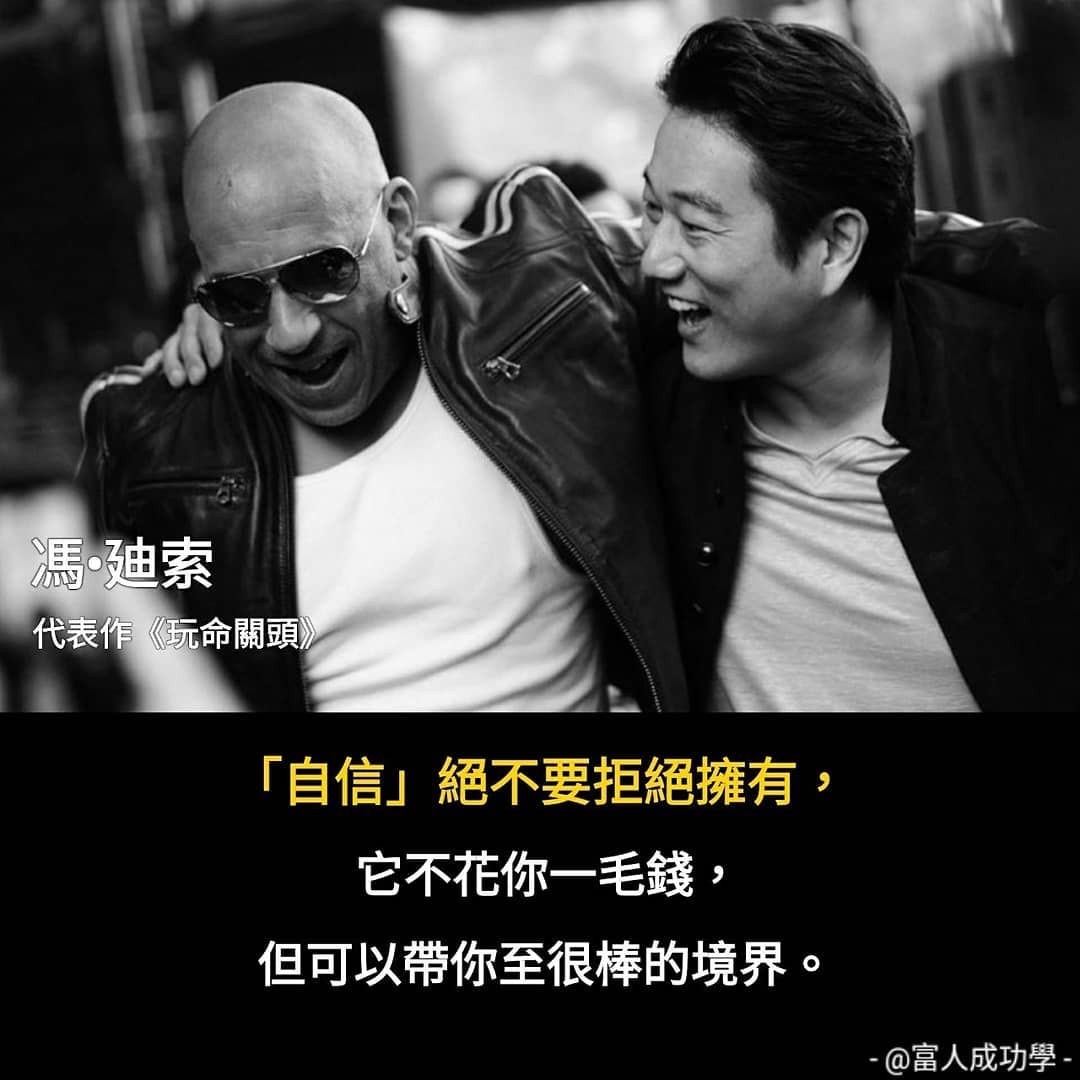 馮•廸索
代表作《玩命關頭》
「自信」絕不要拒絕擁有，
它不花你一毛錢，
但可以帶你至很棒的境界。
- @富人成功學 -